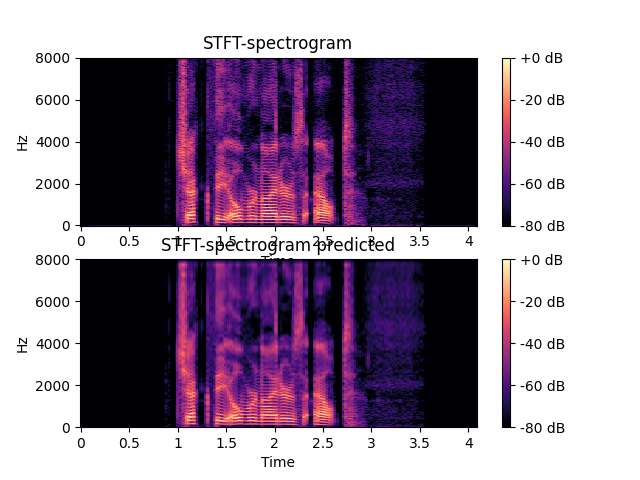 STFT-spectrogram
8000
6000
4000
2000
0
Hz
0 0.5 1 1.5 2 2.5 3 3.5 4
Time
+0 dB
-20 dB
-40 dB
-60 dB
-80 dB
STFT-spectrogram predicted
8000
6000
4000
2000
0
Hz
0 0.5 1 1.5 2 2.5 3 3.5 4
Time
+0 dB
-20 dB
-40 dB
-60 dB
-80 dB